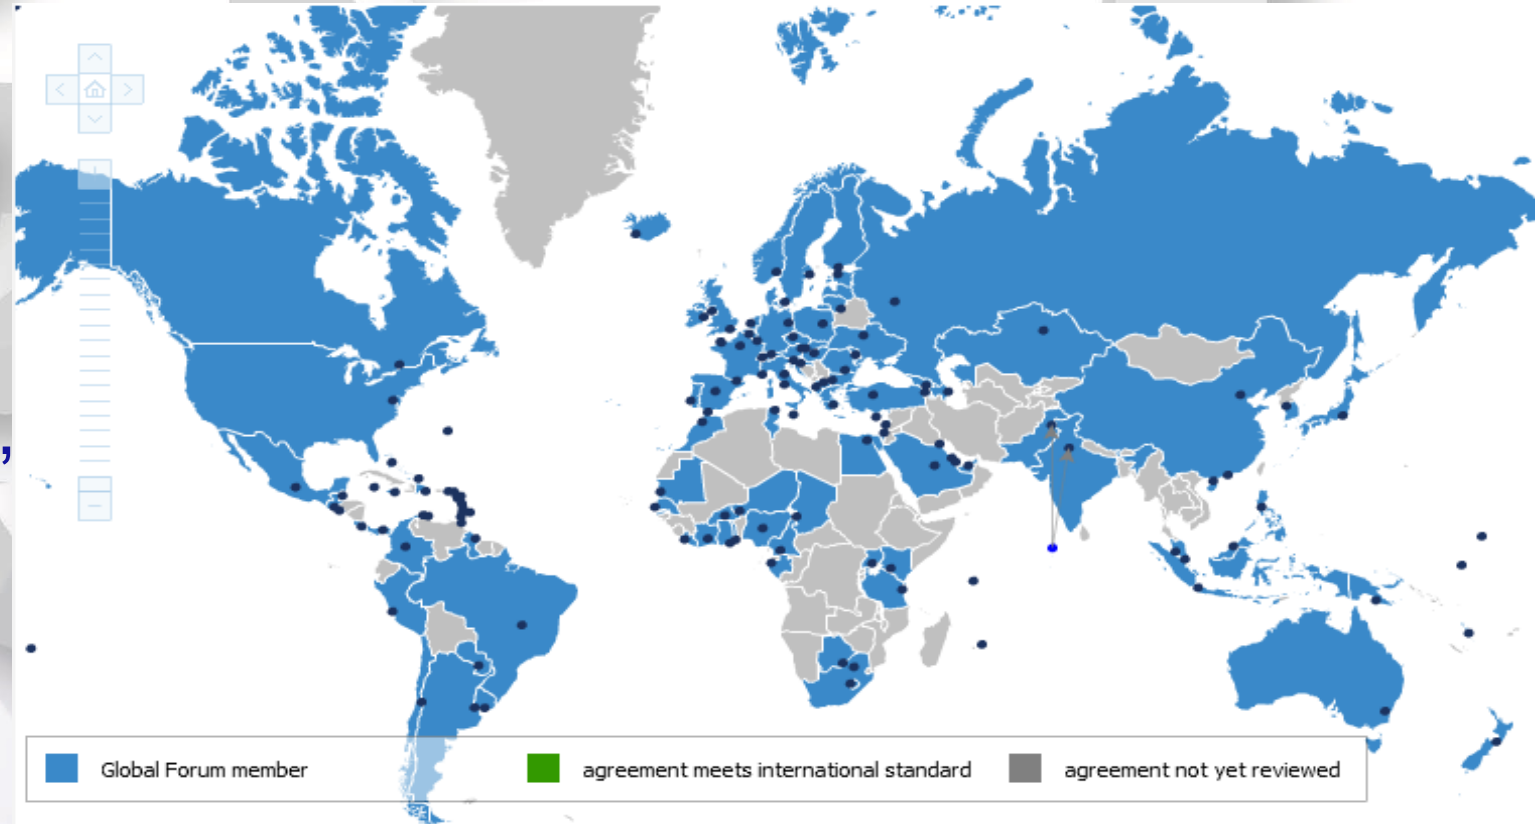 ,
Global Forum member
agreement meets international standard
agreement not yet reviewed